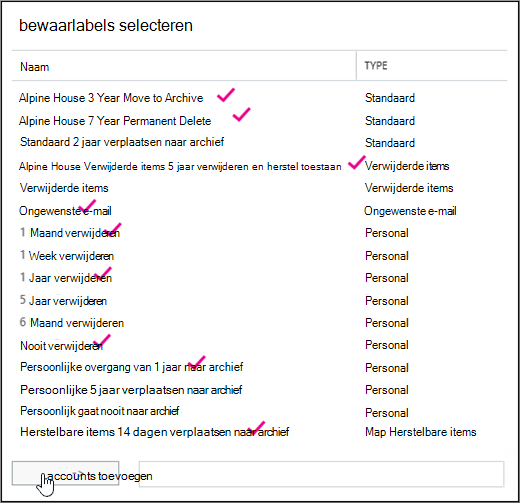 bewaarlabels selecteren
Naam TYPE
Alpine House 3 Year Move to Archive Standaard
Alpine House 7 Year Permanent Delete Standaard
Standaard 2 jaar verplaatsen naar archief Standaard
Alpine House Verwijderde items 5 jaar verwijderen en herstel toestaan Verwijderde items
Verwijderde items Verwijderde items
Ongewenste e-mail Ongewenste e-mail
1 Maand verwijderen Personal
1 Week verwijderen Personal
1 Jaar verwijderen Personal
5 Jaar verwijderen Personal
6 Maand verwijderen Personal
Nooit verwijderen Personal
Persoonlijke overgang van 1 jaar naar archief Personal
Persoonlijke 5 jaar verplaatsen naar archief Personal
Persoonlijk gaat nooit naar archief Personal
Herstelbare items 14 dagen verplaatsen naar archief Map Herstelbare items
accounts toevoegen